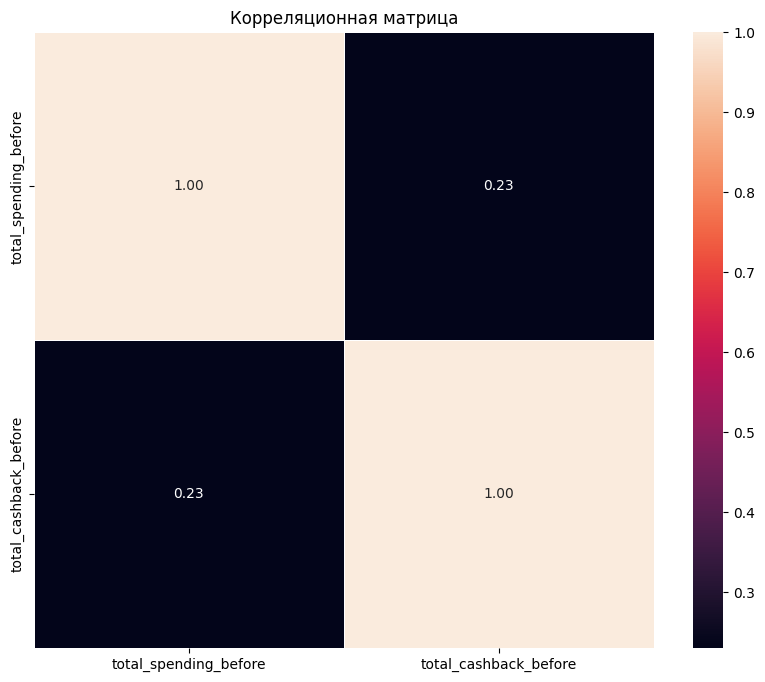 Корреляционная матрица
total_spending_before
1.00
0.23
total_cashback_before
0.23
1.00
total_spending_before
total_cashback_before
1.0
0.9
0.8
0.7
0.6
0.5
0.4
0.3